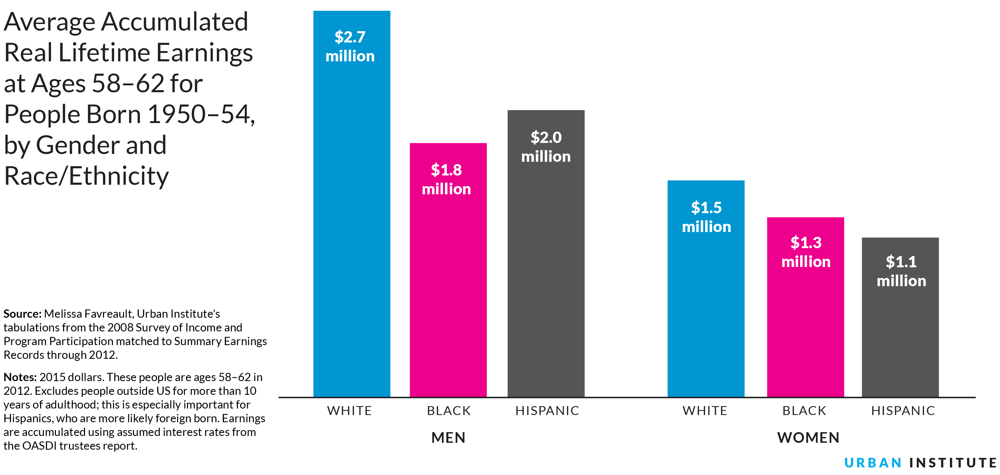 Average Accumulated
Real Lifetime Earnings
at Ages 58–62 for
People Born 1950–54,
by Gender and
Race/Ethnicity
Source: Melissa Favreault, Urban Institute's
tabulations from the 2008 Survey of Income and
Program Participation matched to Summary Earnings
Records through 2012.
Notes: 2015 dollars. These people are ages 58–62 in
2012. Excludes people outside US for more than 10
years of adulthood; this is especially important for
Hispanics, who are more likely foreign born. Earnings
are accumulated using assumed interest rates from
the OASDI trustees report.
$2.7
million
$1.8
million
$2.0
million
$1.5
million
$1.3
million
$1.1
million
WHITE
BLACK
HISPANIC
WHITE
BLACK
HISPANIC
MEN
WOMEN
URBAN INSTITUTE